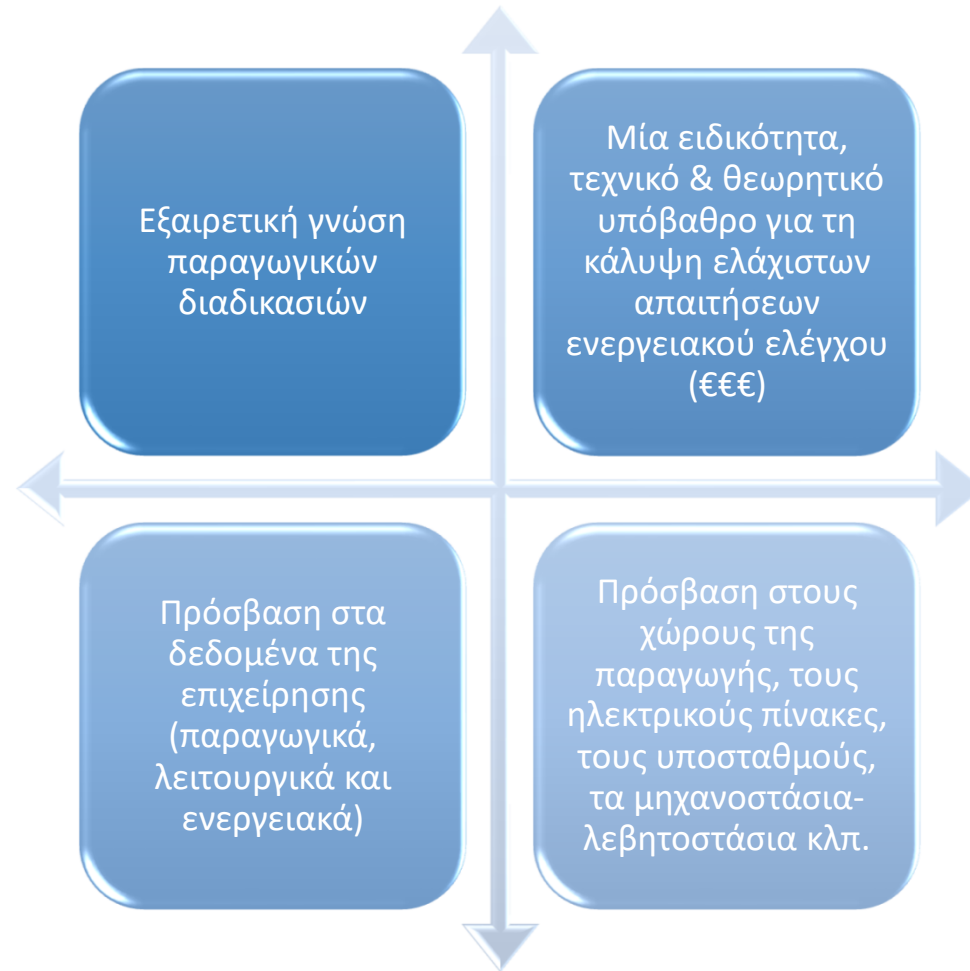 Εξαιρετική γνώση
παραγωγικών
διαδικασιών
Μία ειδικότητα,
τεχνικό & θεωρητικό
υπόβαθρο για τη
κάλυψη ελάχιστων
απαιτήσεων
ενεργειακού ελέγχου
(€€€)
Πρόσβαση στα
δεδομένα της
επιχείρησης
(παραγωγικά,
λειτουργικά και
ενεργειακά)
Πρόσβαση στους
χώρους της
παραγωγής, τους
ηλεκτρικούς πίνακες,
τους υποσταθμούς,
τα μηχανοστάσια-
λεβητοστάσια κλπ.